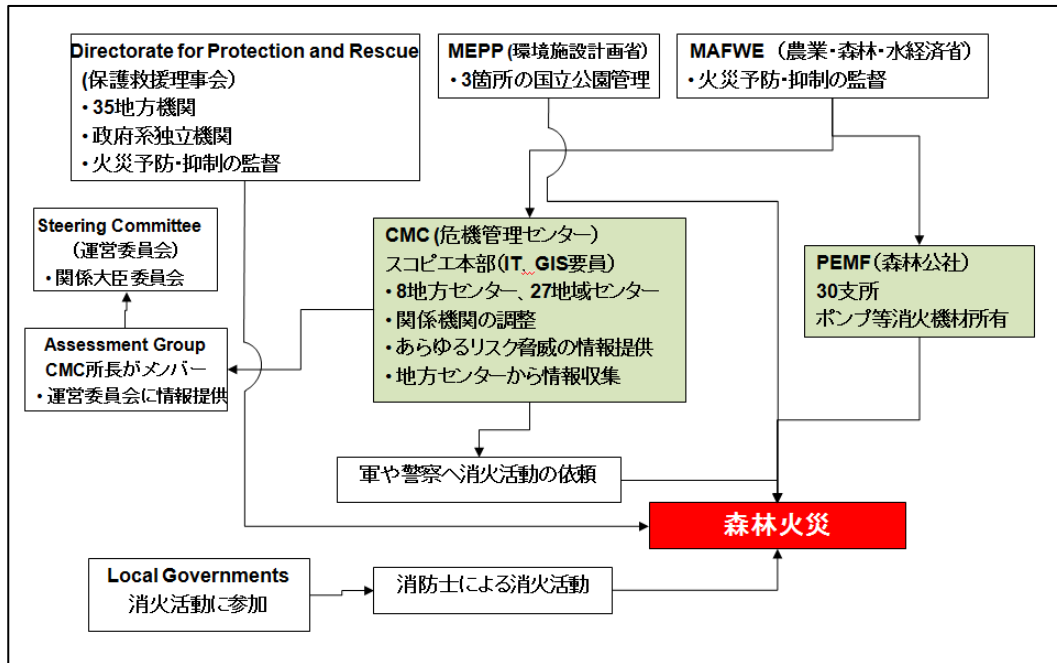 Directorate for Protection and Rescue
(保護救援理事会)
・35地方機関
・政府系独立機関
・火災予防・抑制の監督
MEPP (環境施設計画省)
・3箇所の国立公園管理
MAFWE （農業・森林・水経済省）
・火災予防・抑制の監督
Steering Committee
（運営委員会）
・関係大臣委員会
Assessment Group
CMC所長がメンバー
・運営委員会に情報提供
CMC (危機管理センター）
スコピエ本部(IT、GIS要員）
・8地方センター、27地域センター
・関係機関の調整
・あらゆるリスク脅威の情報提供
・地方センターから情報収集
PEMF（森林公社）
30支所
ポンプ等消火機材所有
軍や警察へ消火活動の依頼
森林火災
Local Governments
消火活動に参加
消防士による消火活動